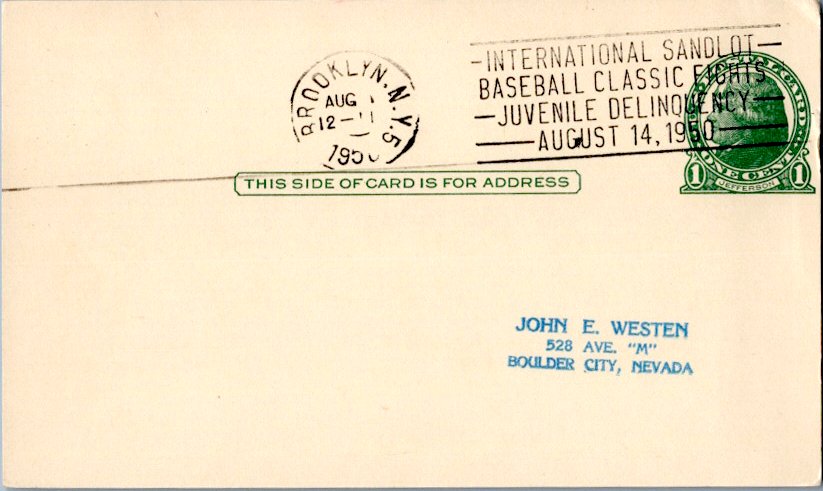 BROOKLYN, N.Y. 5
AUG
12 -
1950
INTERNATIONAL SANDLOT
BASEBALL CLASSIC FIGHTS
JUVENILE DELINQUENCY
AUGUST 14, 1950
1 ONE CENT 1
JEFFERSON
THIS SIDE OF CARD IS FOR ADDRESS
JOHN E. WESTEN
528 AVE. "M"
BOULDER CITY, NEVADA